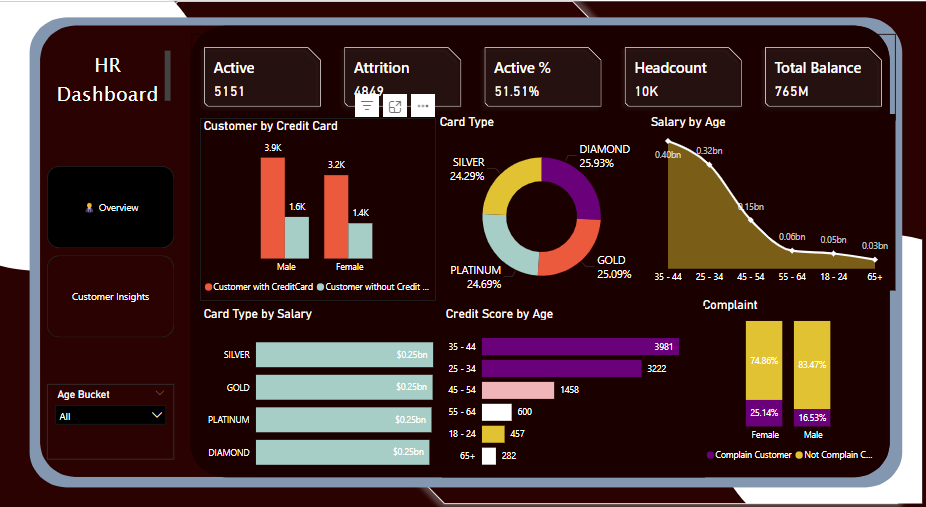 HR
Dashboard
Overview
Customer Insights
Age Bucket
All
Active
5151
Attrition
4849
Active %
51.51%
Headcount
10K
Total Balance
765M
Customer by Credit Card
3.9K
1.6K
3.2K
1.4K
Male
Female
Customer with CreditCard
Customer without Credit ...
Card Type
DIAMOND
25.93%
GOLD
25.09%
PLATINUM
24.69%
SILVER
24.29%
Salary by Age
0.40bn
0.32bn
0.15bn
0.06bn
0.05bn
0.03bn
35 - 44
25 - 34
45 - 54
55 - 64
18 - 24
65+
Card Type by Salary
SILVER
$0.25bn
GOLD
$0.25bn
PLATINUM
$0.25bn
DIAMOND
$0.25bn
Credit Score by Age
35 - 44
3981
25 - 34
3222
45 - 54
1458
55 - 64
600
18 - 24
457
65+
282
Complaint
74.86%
83.47%
25.14%
16.53%
Female
Male
Complain Customer
Not Complain C...